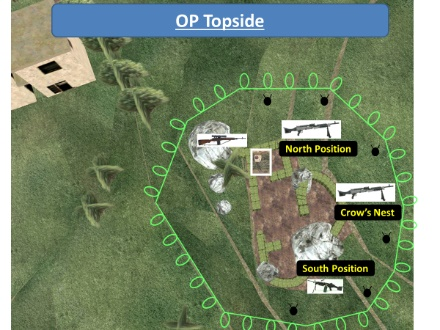 OP Topside
North Position
Crow's Nest
South Position